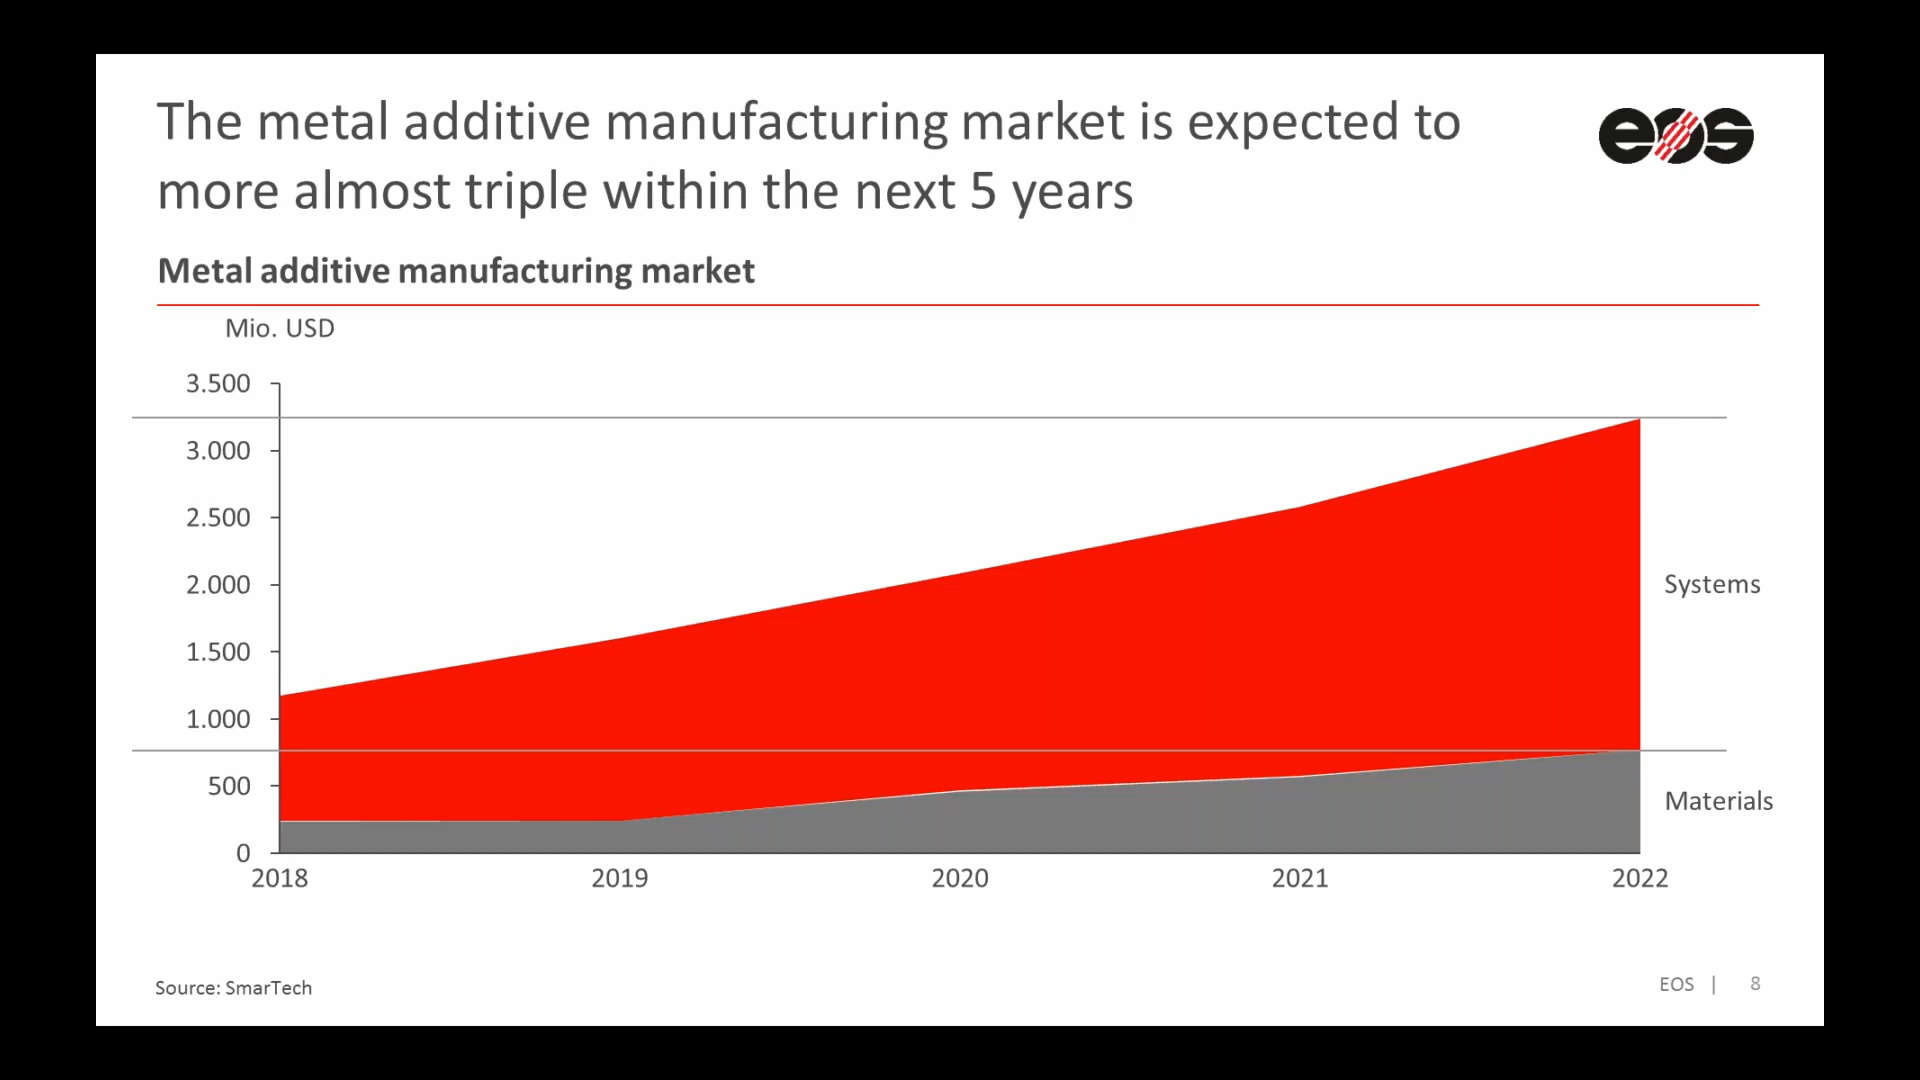 The metal additive manufacturing market is expected to
more almost triple within the next 5 years
eos
Metal additive manufacturing market
Mio. USD
3.500
3.000
2.500
2.000
1.500
1.000
500
0
Systems
Materials
2018 2019 2020 2021 2022
Source: SmarTech
EOS | 8